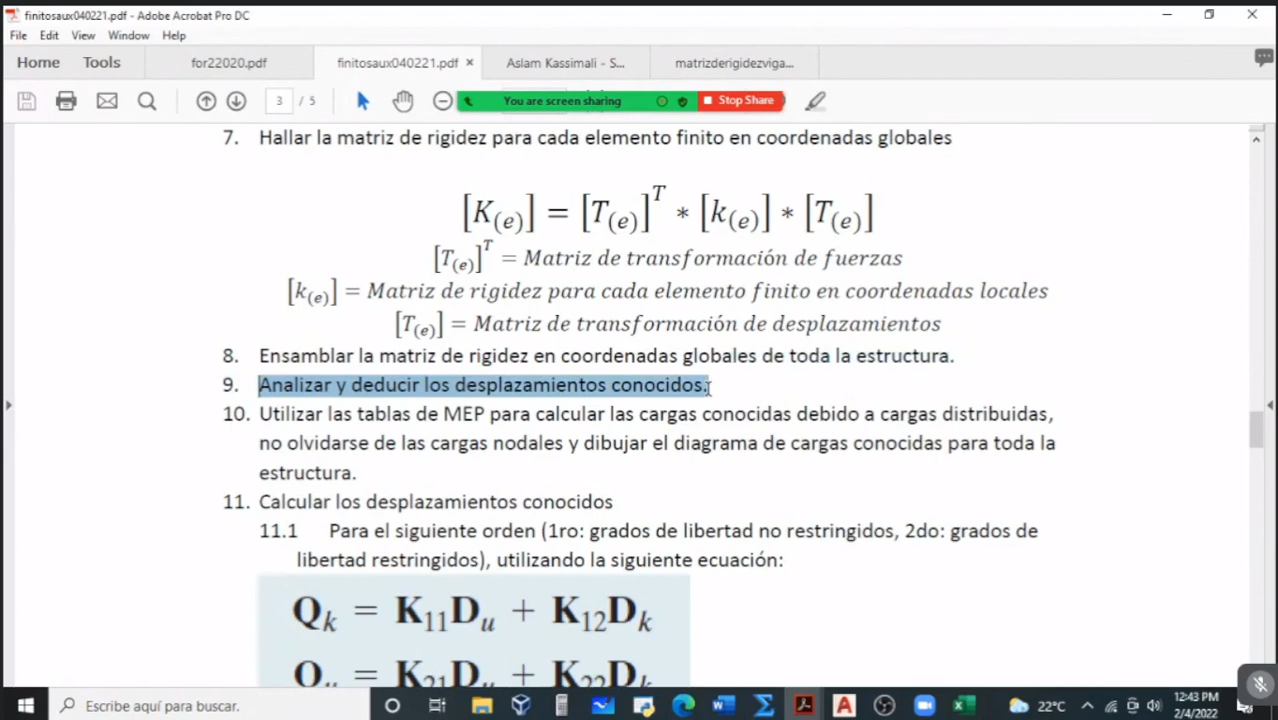 finitosaux040221.pdf - Adobe Acrobat Pro DC
File Edit View Window Help
Home Tools for22020.pdf finitosaux040221.pdf × Aslam Kassimali - S... matrizderigidezviga...
3 / 5 You are screen sharing Stop Share
7. Hallar la matriz de rigidez para cada elemento finito en coordenadas globales
[K(e)] = [T(e)]^T * [k(e)] * [T(e)]
[T(e)]^T = Matriz de transformación de fuerzas
[k(e)] = Matriz de rigidez para cada elemento finito en coordenadas locales
[T(e)] = Matriz de transformación de desplazamientos
8. Ensamblar la matriz de rigidez en coordenadas globales de toda la estructura.
9. Analizar y deducir los desplazamientos conocidos.
10. Utilizar las tablas de MEP para calcular las cargas conocidas debido a cargas distribuidas,
no olvidarse de las cargas nodales y dibujar el diagrama de cargas conocidas para toda la
estructura.
11. Calcular los desplazamientos conocidos
11.1 Para el siguiente orden (1ro: grados de libertad no restringidos, 2do: grados de
libertad restringidos), utilizando la siguiente ecuación:
Qk = K11Du + K12Dk
Qu = K21Du + K22Dk
Escribe aquí para buscar. 22°C 12:43 PM
2/4/2022